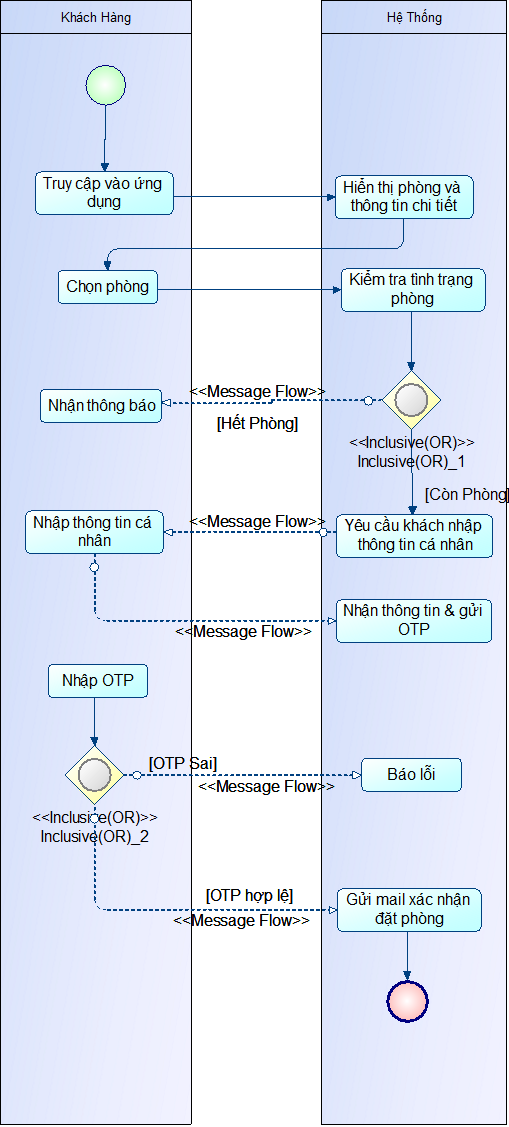 Khách Hàng
Hệ Thống
Truy cập vào ứng
dụng
Hiển thị phòng và
thông tin chi tiết
Chọn phòng
Kiểm tra tình trạng
phòng
<<Message Flow>>
Nhận thông báo
[Hết Phòng]
<<Inclusive(OR)>>
Inclusive(OR)_1
[Còn Phòng]
Nhập thông tin cá
nhân
<<Message Flow>>
Yêu cầu khách nhập
thông tin cá nhân
Nhận thông tin & gửi
OTP
<<Message Flow>>
Nhập OTP
[OTP Sai]
<<Message Flow>>
Báo lỗi
<<Inclusive(OR)>>
Inclusive(OR)_2
[OTP hợp lệ]
<<Message Flow>>
Gửi mail xác nhận
đặt phòng